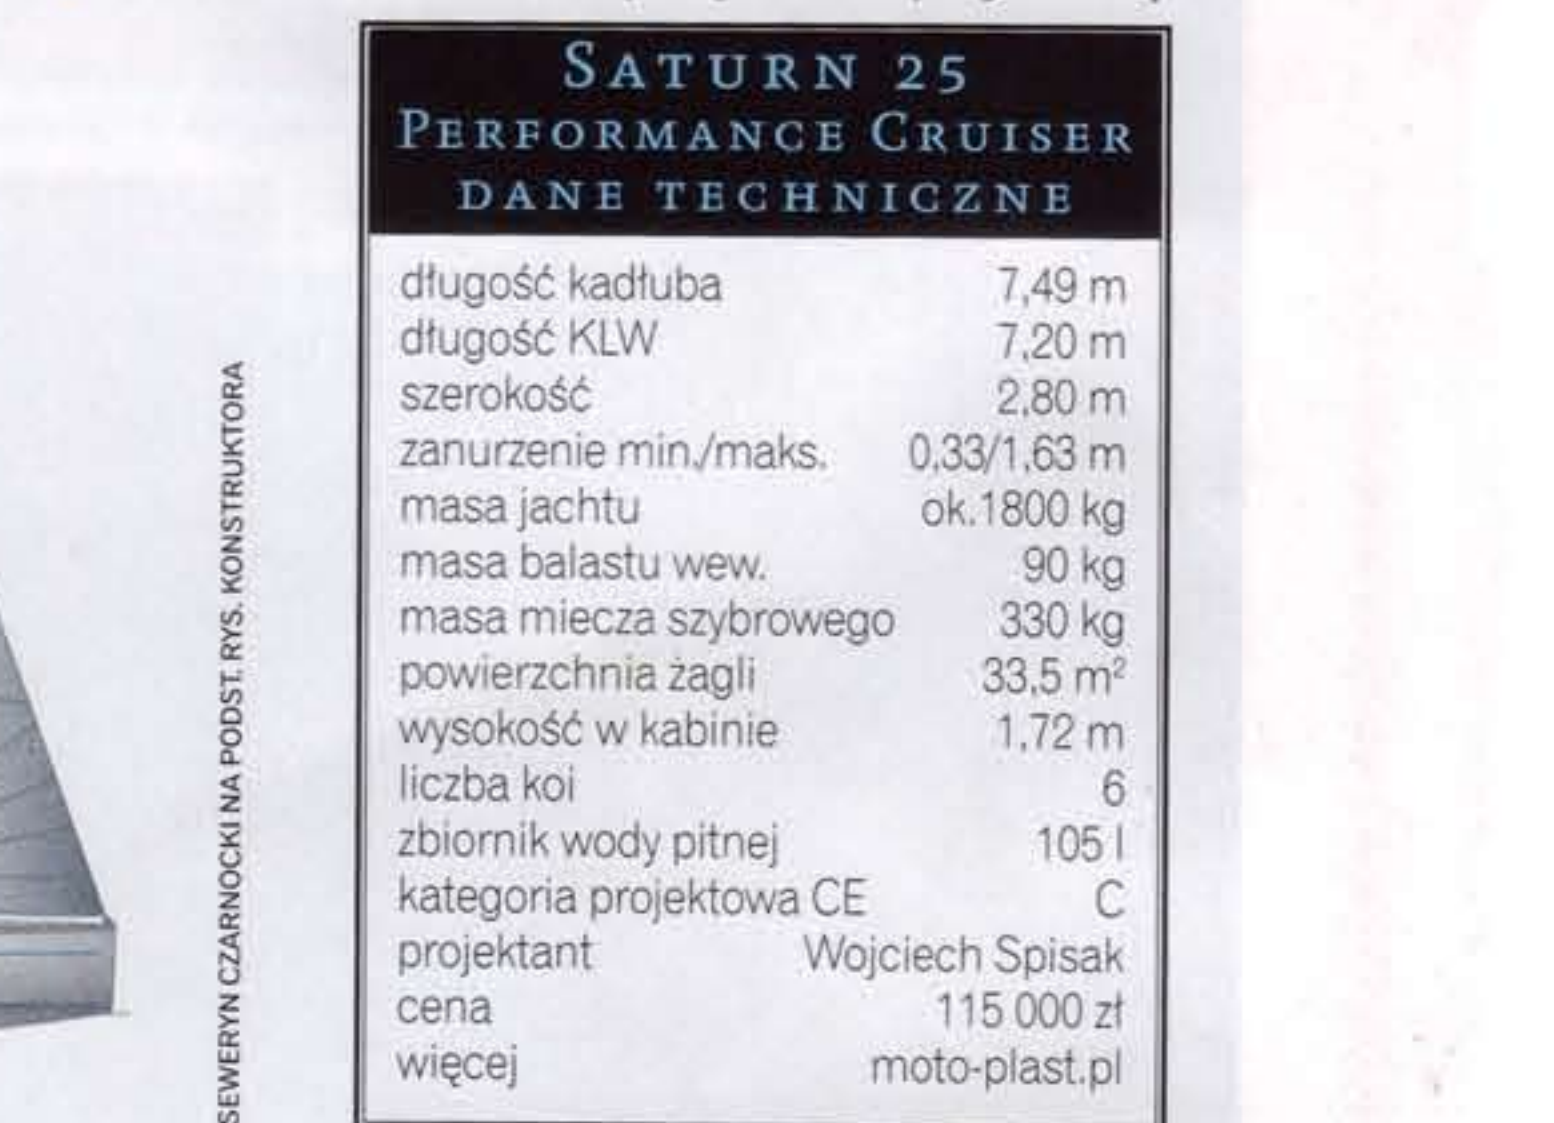 SATURN 25
PERFORMANCE CRUISER
DANE TECHNICZNE
długość kadłuba 7,49 m
długość KLW 7,20 m
szerokość 2,80 m
zanurzenie min./maks. 0,33/1,63 m
masa jachtu ok.1800 kg
masa balastu wew. 90 kg
masa miecza szybrowego 330 kg
powierzchnia żagli 33,5 m²
wysokość w kabinie 1,72 m
liczba koi 6
zbiornik wody pitnej 105 l
kategoria projektowa CE C
projektant Wojciech Spisak
cena 115 000 zł
więcej moto-plast.pl
SEWERYN CZARNOCKI NA PODST. RYS. KONSTRUKTORA